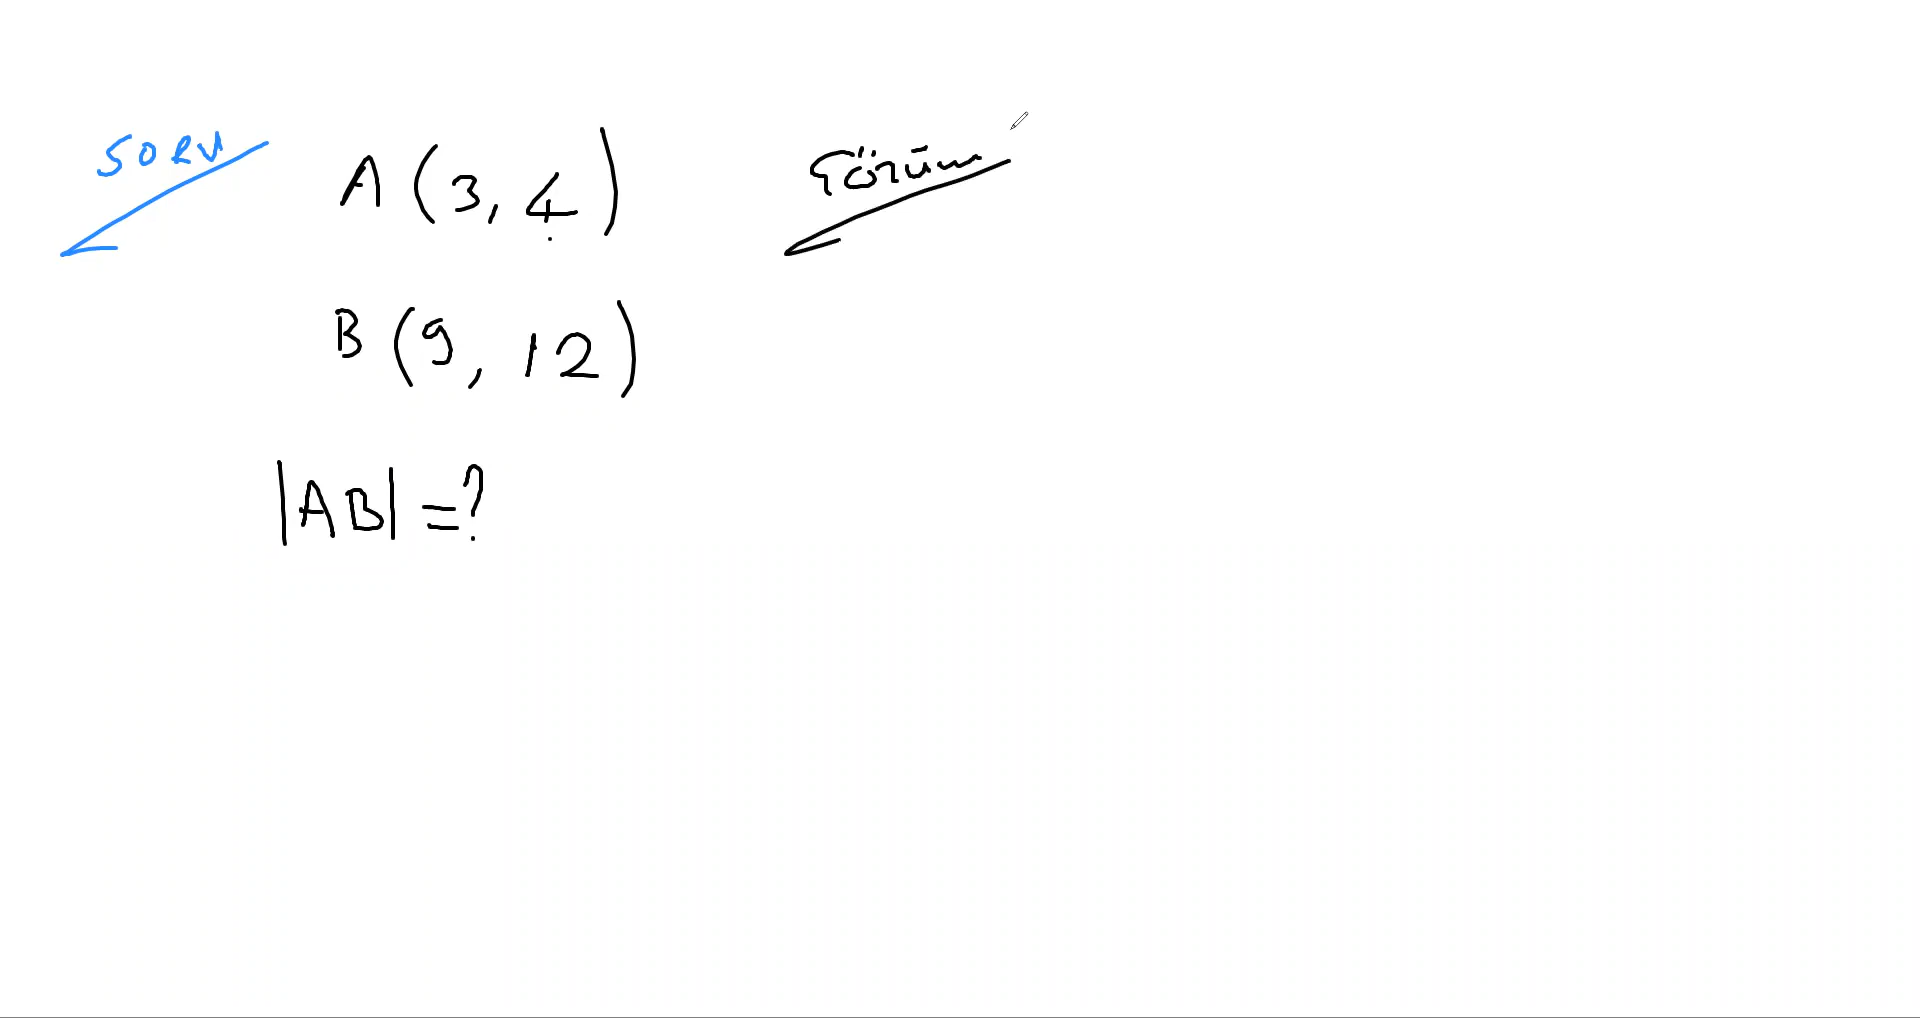 SORU
A (3, 4)
B (9, 12)
|AB| = ?
Çözüm